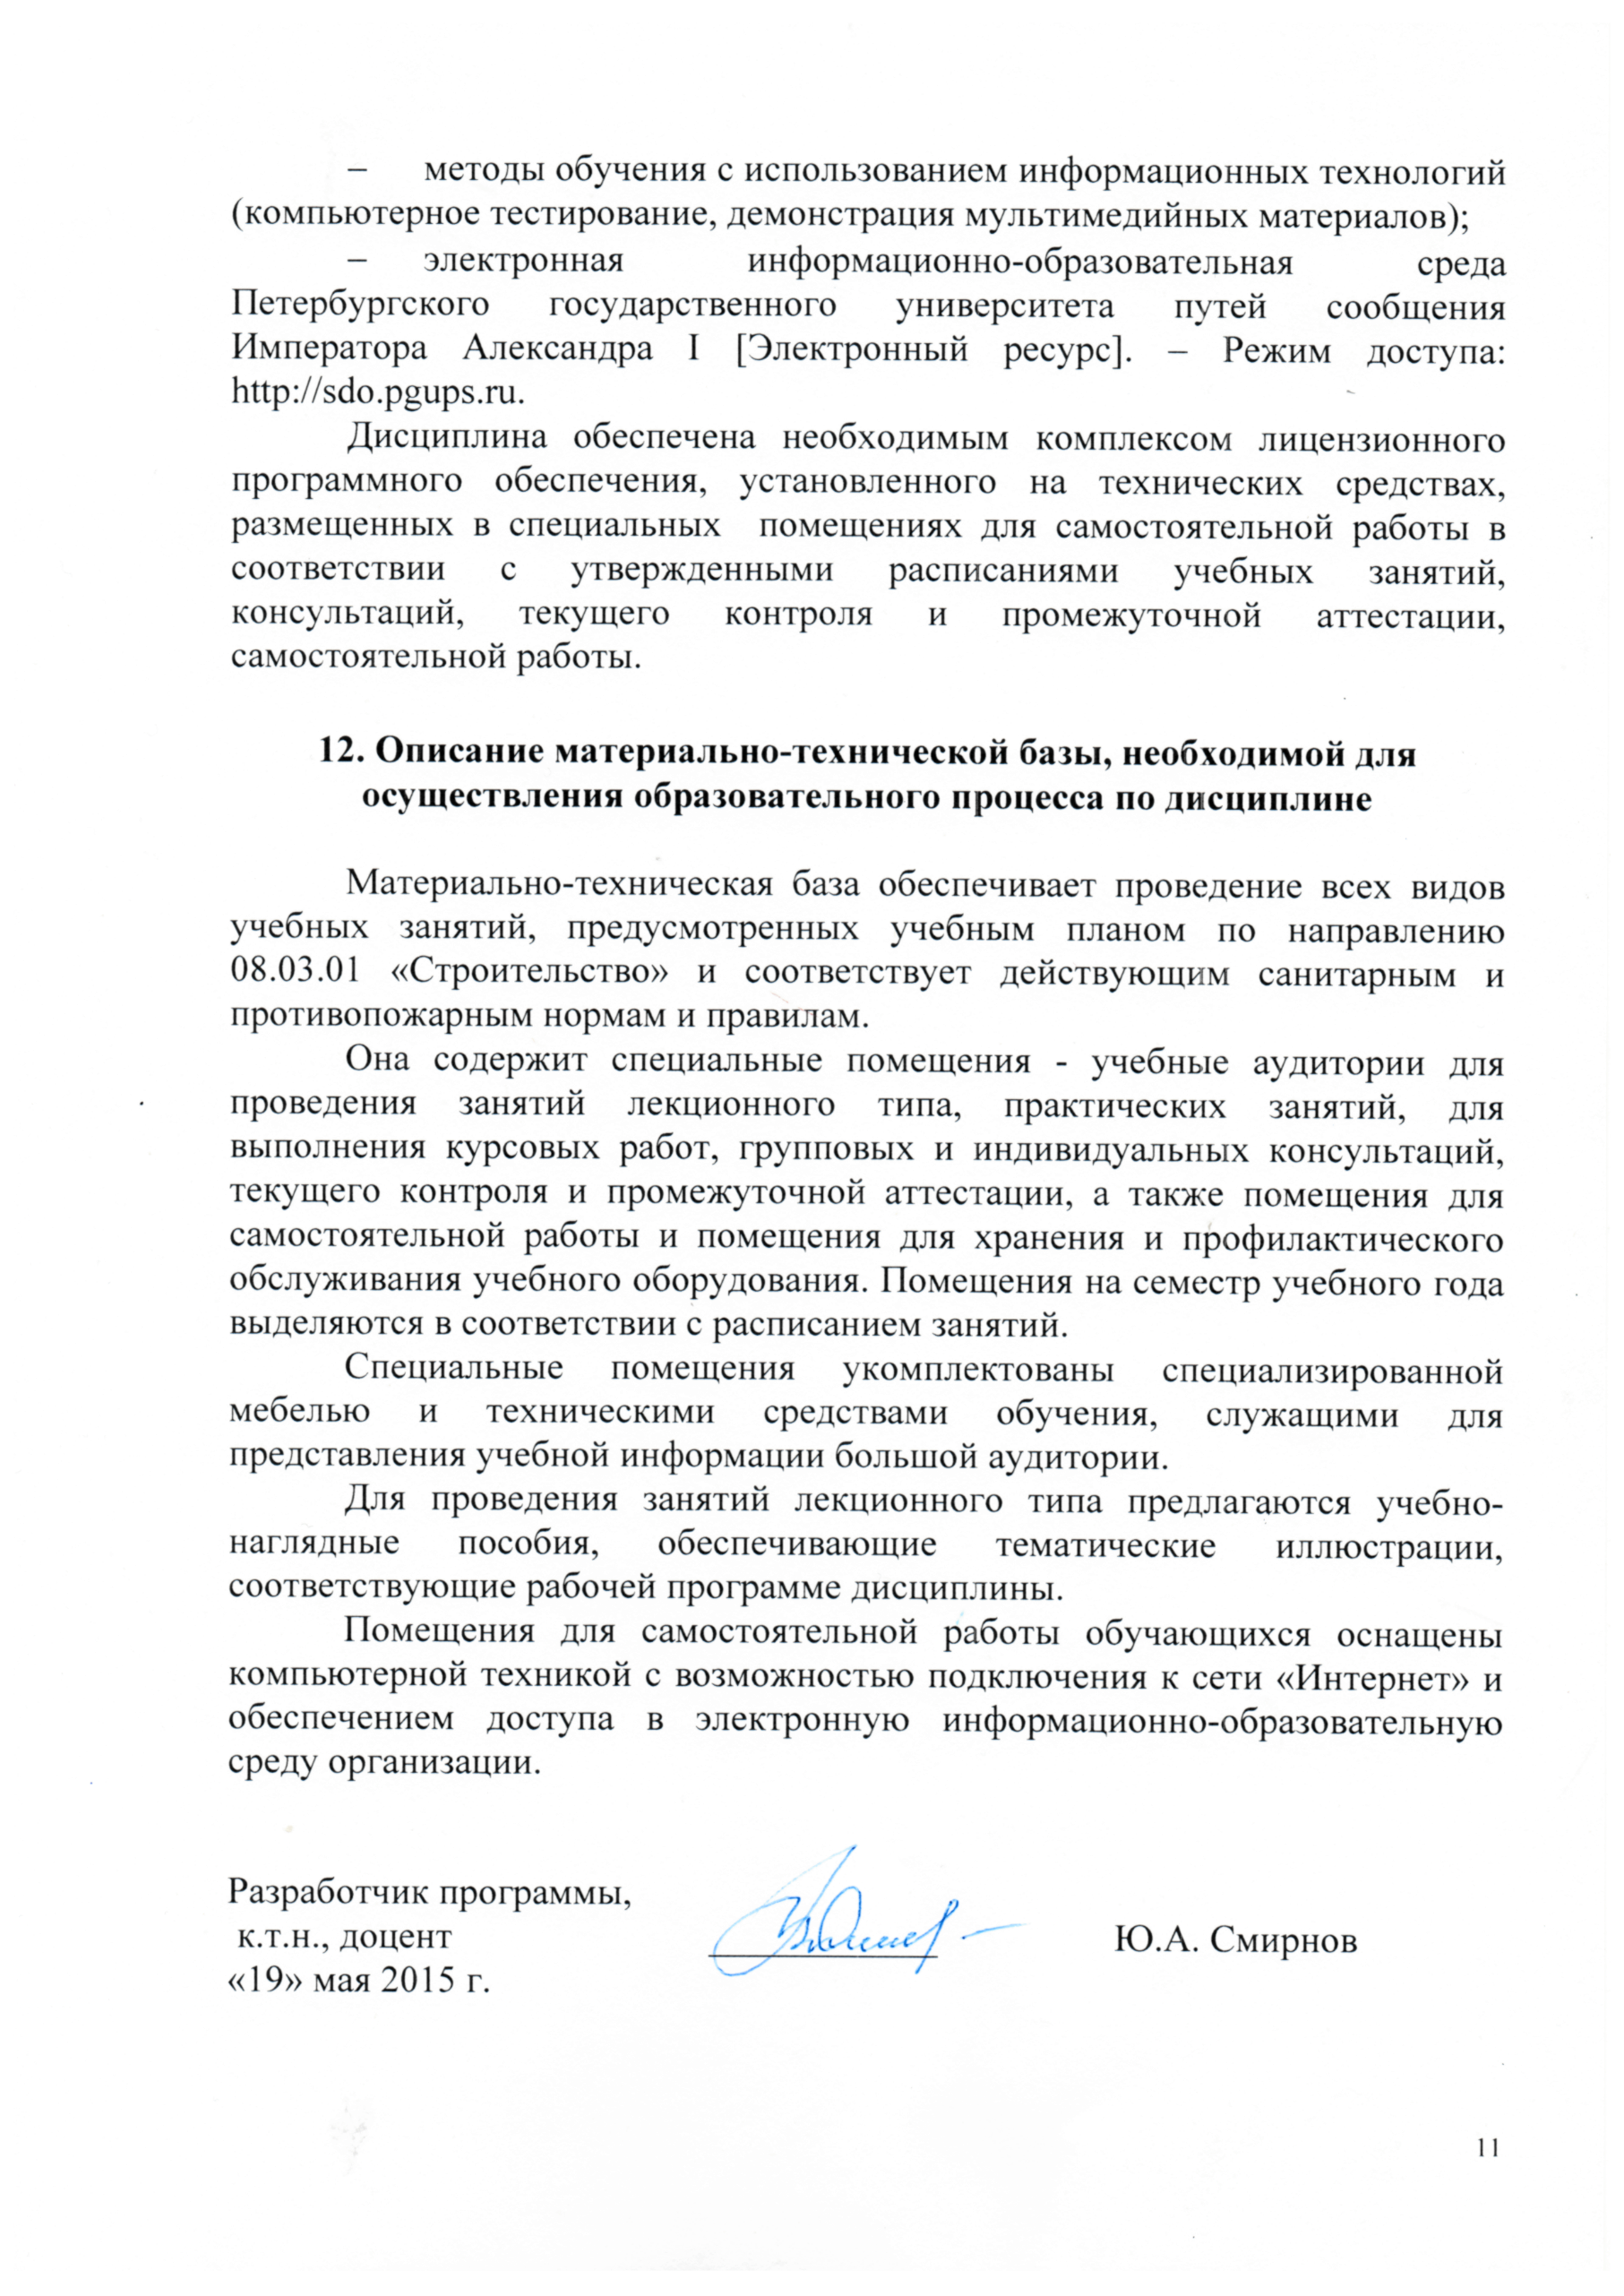 – методы обучения с использованием информационных технологий
(компьютерное тестирование, демонстрация мультимедийных материалов);
– электронная информационно-образовательная среда
Петербургского государственного университета путей сообщения
Императора Александра I [Электронный ресурс]. – Режим доступа:
http://sdo.pgups.ru.
Дисциплина обеспечена необходимым комплексом лицензионного
программного обеспечения, установленного на технических средствах,
размещенных в специальных помещениях для самостоятельной работы в
соответствии с утвержденными расписаниями учебных занятий,
консультаций, текущего контроля и промежуточной аттестации,
самостоятельной работы.
12. Описание материально-технической базы, необходимой для
осуществления образовательного процесса по дисциплине
Материально-техническая база обеспечивает проведение всех видов
учебных занятий, предусмотренных учебным планом по направлению
08.03.01 «Строительство» и соответствует действующим санитарным и
противопожарным нормам и правилам.
Она содержит специальные помещения - учебные аудитории для
проведения занятий лекционного типа, практических занятий, для
выполнения курсовых работ, групповых и индивидуальных консультаций,
текущего контроля и промежуточной аттестации, а также помещения для
самостоятельной работы и помещения для хранения и профилактического
обслуживания учебного оборудования. Помещения на семестр учебного года
выделяются в соответствии с расписанием занятий.
Специальные помещения укомплектованы специализированной
мебелью и техническими средствами обучения, служащими для
представления учебной информации большой аудитории.
Для проведения занятий лекционного типа предлагаются учебно-
наглядные пособия, обеспечивающие тематические иллюстрации,
соответствующие рабочей программе дисциплины.
Помещения для самостоятельной работы обучающихся оснащены
компьютерной техникой с возможностью подключения к сети «Интернет» и
обеспечением доступа в электронную информационно-образовательную
среду организации.
Разработчик программы,
к.т.н., доцент Ю.А. Смирнов
«19» мая 2015 г.
11